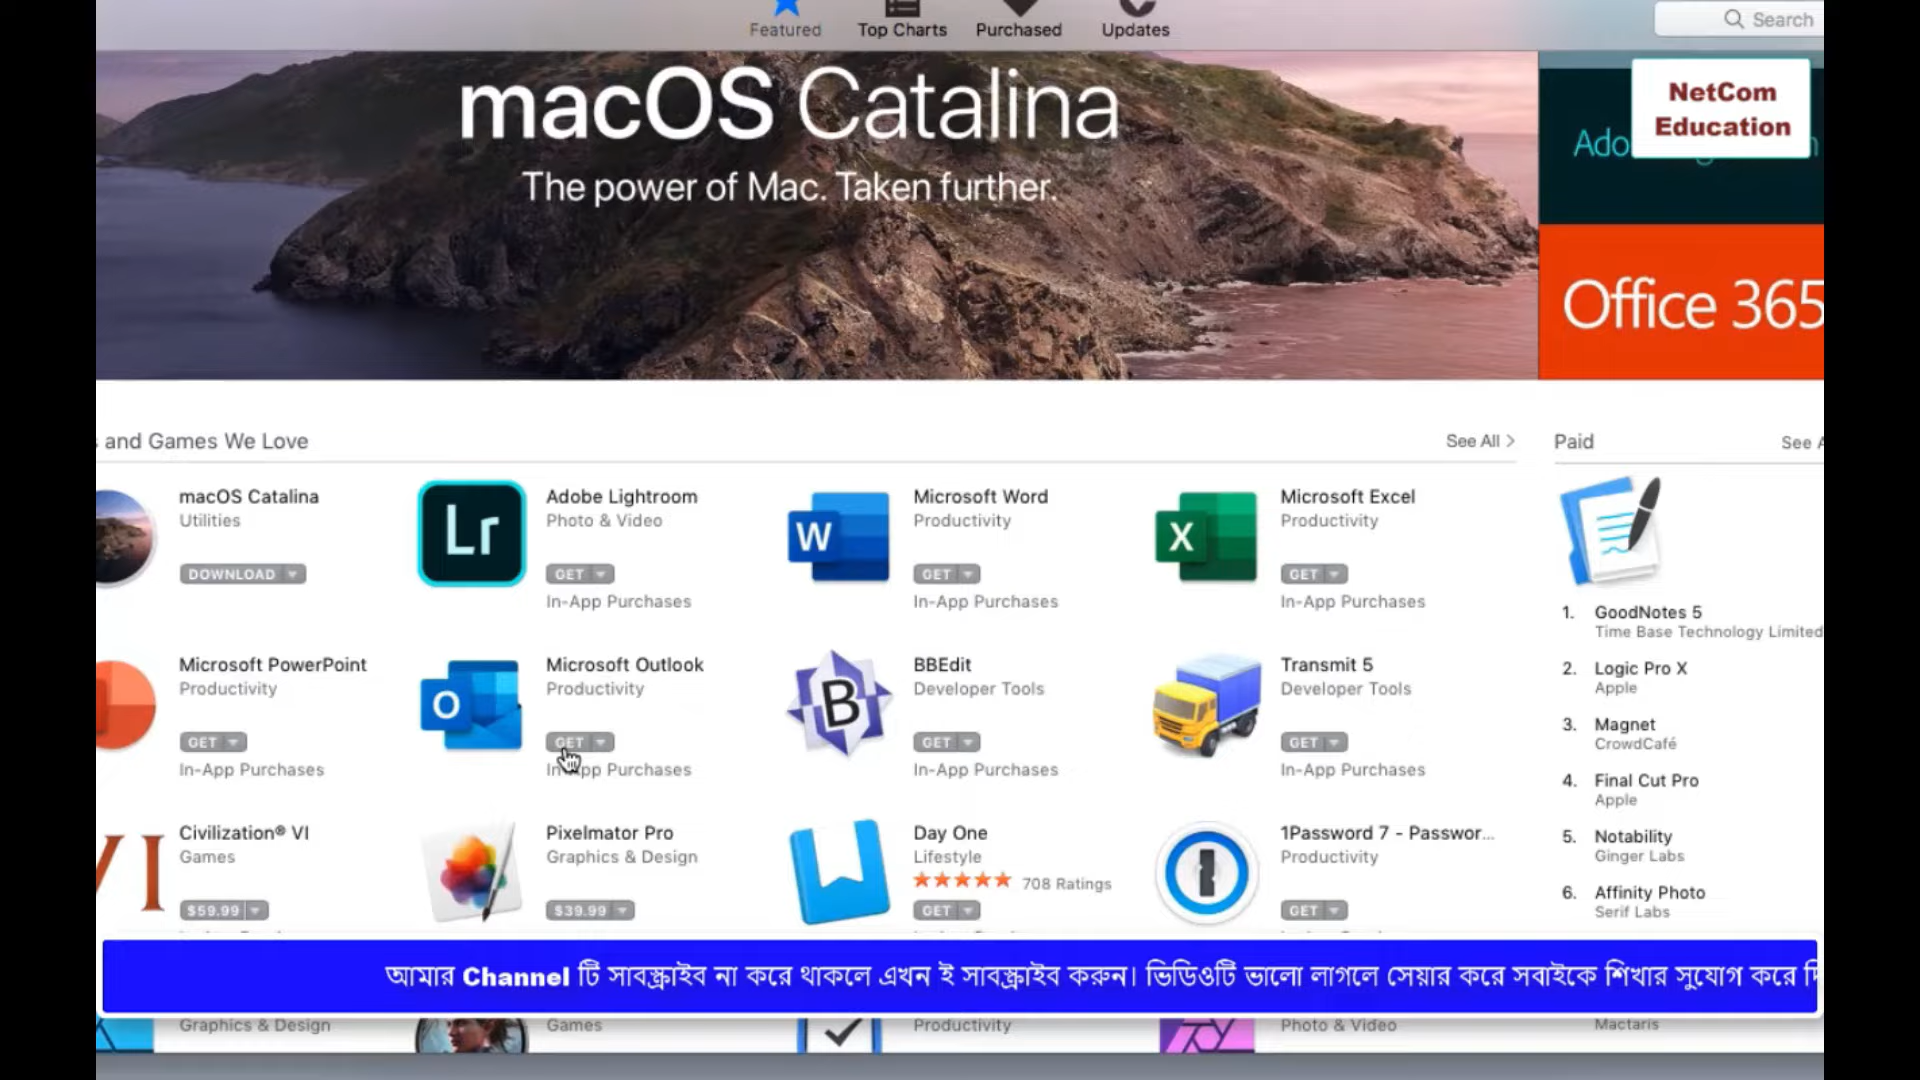 Featured
Top Charts
Purchased
Updates
Search
macOS Catalina
The power of Mac. Taken further.
NetCom
Education
Office 365
and Games We Love
See All >
Paid
See A
macOS Catalina
Utilities
DOWNLOAD
Adobe Lightroom
Photo & Video
GET
In-App Purchases
Lr
Microsoft Word
Productivity
GET
In-App Purchases
W
Microsoft Excel
Productivity
GET
In-App Purchases
X
Microsoft PowerPoint
Productivity
GET
In-App Purchases
Microsoft Outlook
Productivity
GET
In-App Purchases
O
BBEdit
Developer Tools
GET
In-App Purchases
B
Transmit 5
Developer Tools
GET
In-App Purchases
Civilization® VI
Games
$59.99
VI
Pixelmator Pro
Graphics & Design
$39.99
Day One
Lifestyle
708 Ratings
GET
1Password 7 - Passwor...
Productivity
GET
1. GoodNotes 5
Time Base Technology Limited
2. Logic Pro X
Apple
3. Magnet
CrowdCafé
4. Final Cut Pro
Apple
5. Notability
Ginger Labs
6. Affinity Photo
Serif Labs
আমার Channel টি সাবস্ক্রাইব না করে থাকলে এখন ই সাবস্ক্রাইব করুন। ভিডিওটি ভালো লাগলে সেয়ার করে সবাইকে শিখার সুযোগ করে
Graphics & Design
Games
Productivity
Photo & Video
Mactaris